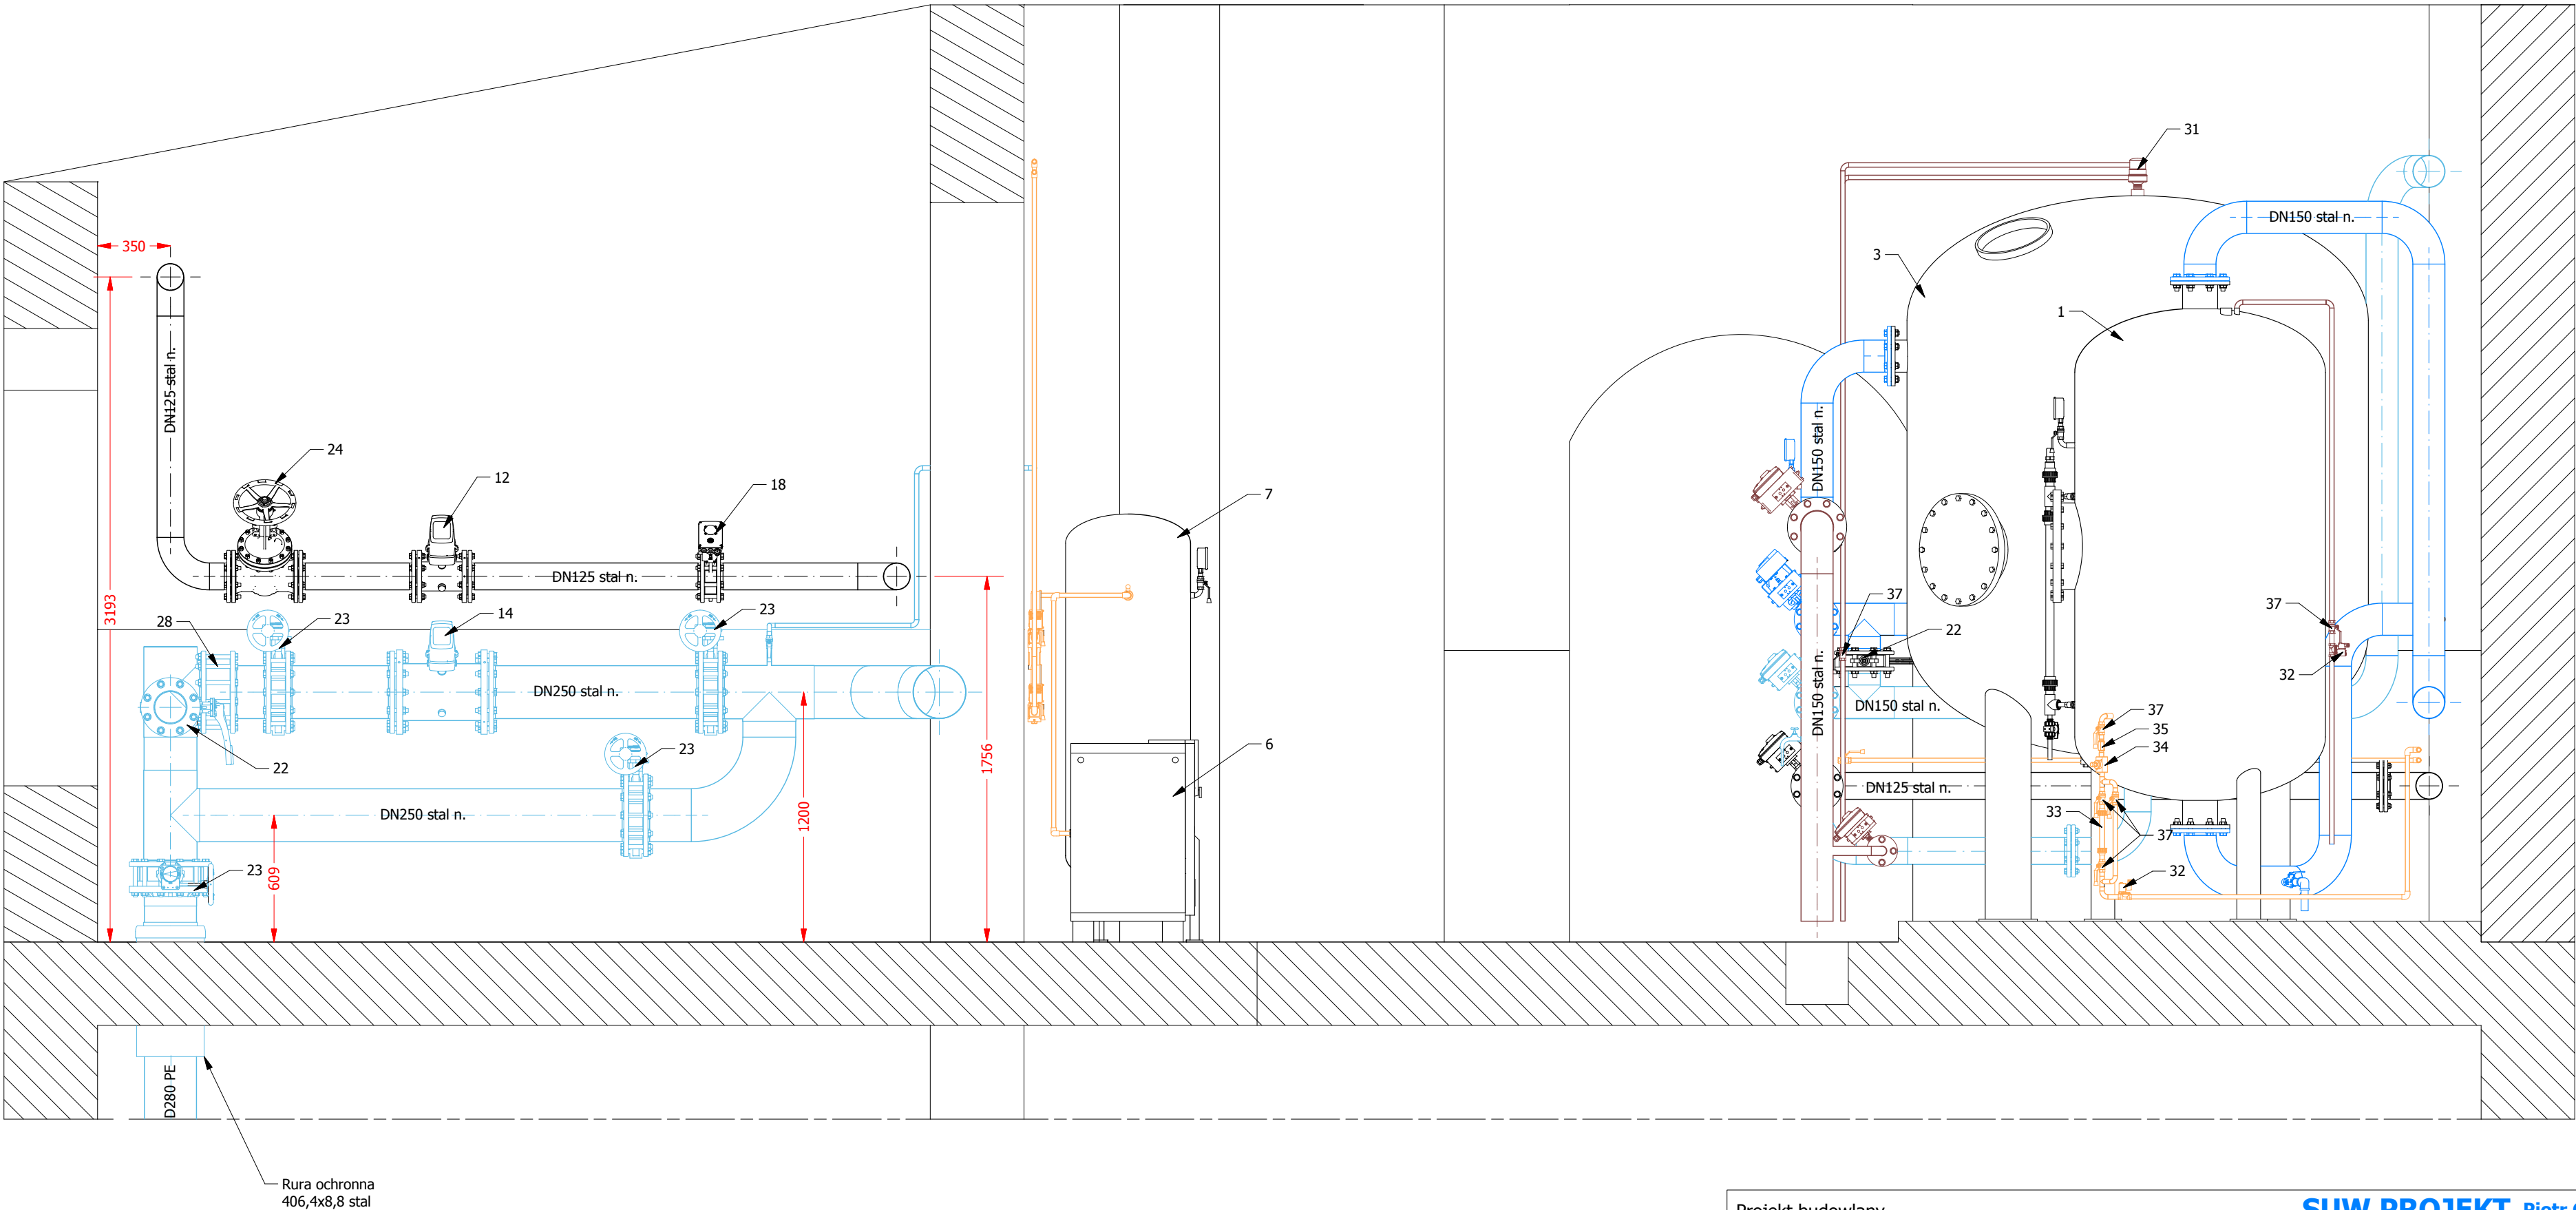 31
DN150 stal n.
350
3
1
DN125 stal n.
24
12
18
7
DN150 stal n.
DN125 stal n.
3193
28
23
14
23
37
22
37
32
DN250 stal n.
DN150 stal n.
DN150 stal n.
37
35
34
22
23
6
1756
1200
DN125 stal n.
DN250 stal n.
33
37
609
23
32
D280 PE
Rura ochronna
406,4x8,8 stal
Projekt budowlany
SUW PROJEKT Piotr